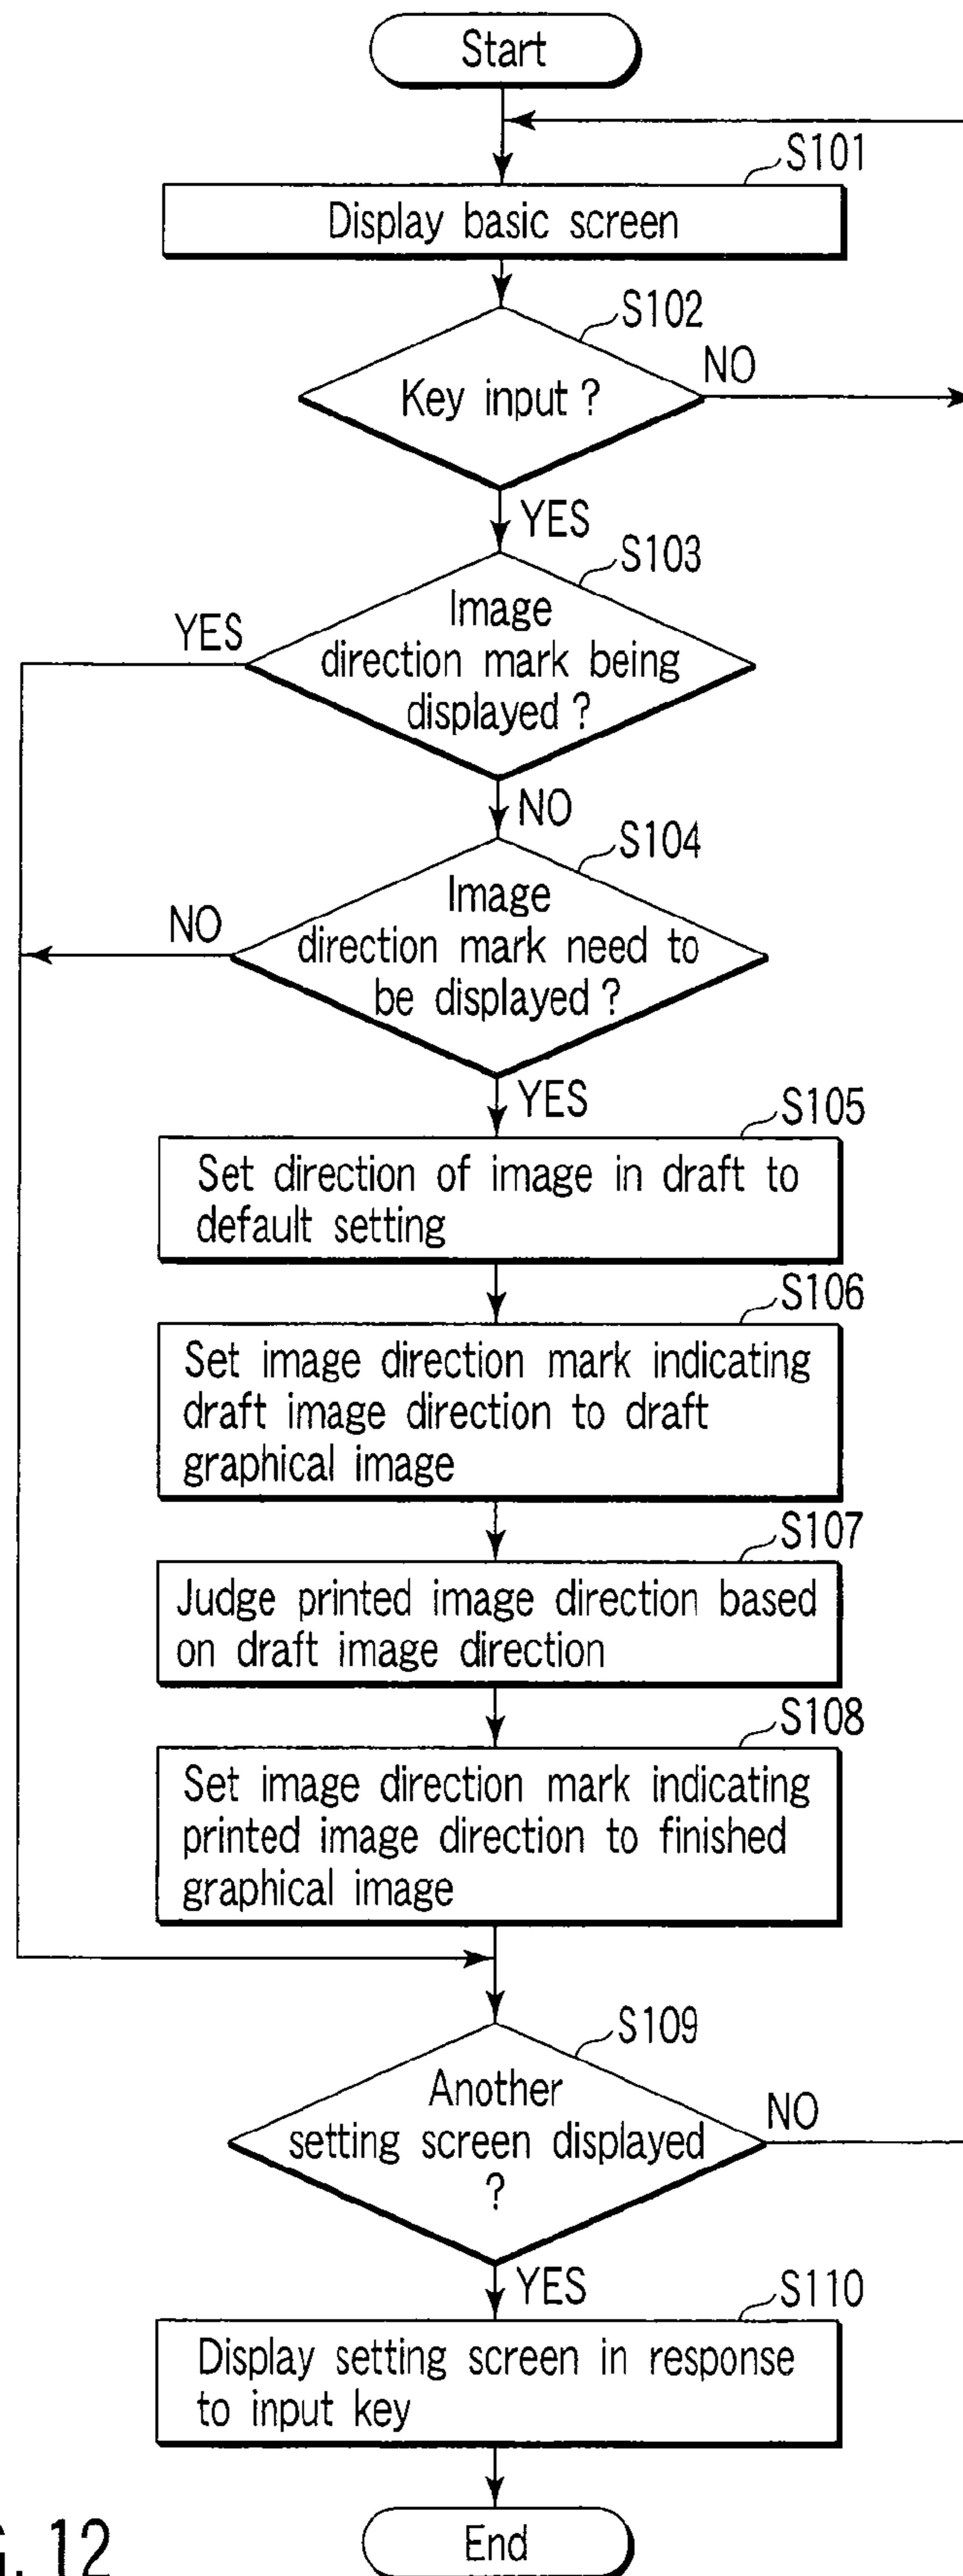 Start
S101
Display basic screen
S102
Key input ?
NO
YES
S103
Image
direction mark being
displayed ?
YES
NO
S104
Image
direction mark need to
be displayed ?
NO
YES
S105
Set direction of image in draft to
default setting
S106
Set image direction mark indicating
draft image direction to draft
graphical image
S107
Judge printed image direction based
on draft image direction
S108
Set image direction mark indicating
printed image direction to finished
graphical image
S109
Another
setting screen displayed
?
NO
YES
S110
Display setting screen in response
to input key
End
G. 12